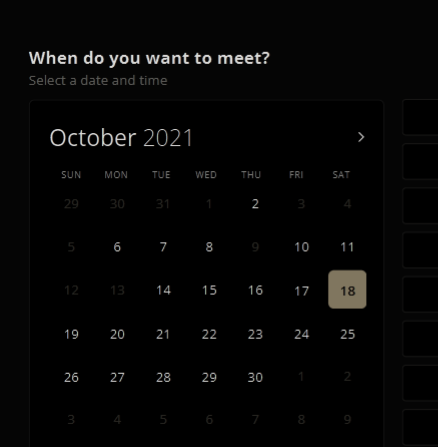 When do you want to meet?
Select a date and time
October 2021
SUN MON TUE WED THU FRI SAT
29 30 31 1 2 3 4
5 6 7 8 9 10 11
12 13 14 15 16 17 18
19 20 21 22 23 24 25
26 27 28 29 30 1 2
3 4 5 6 7 8 9